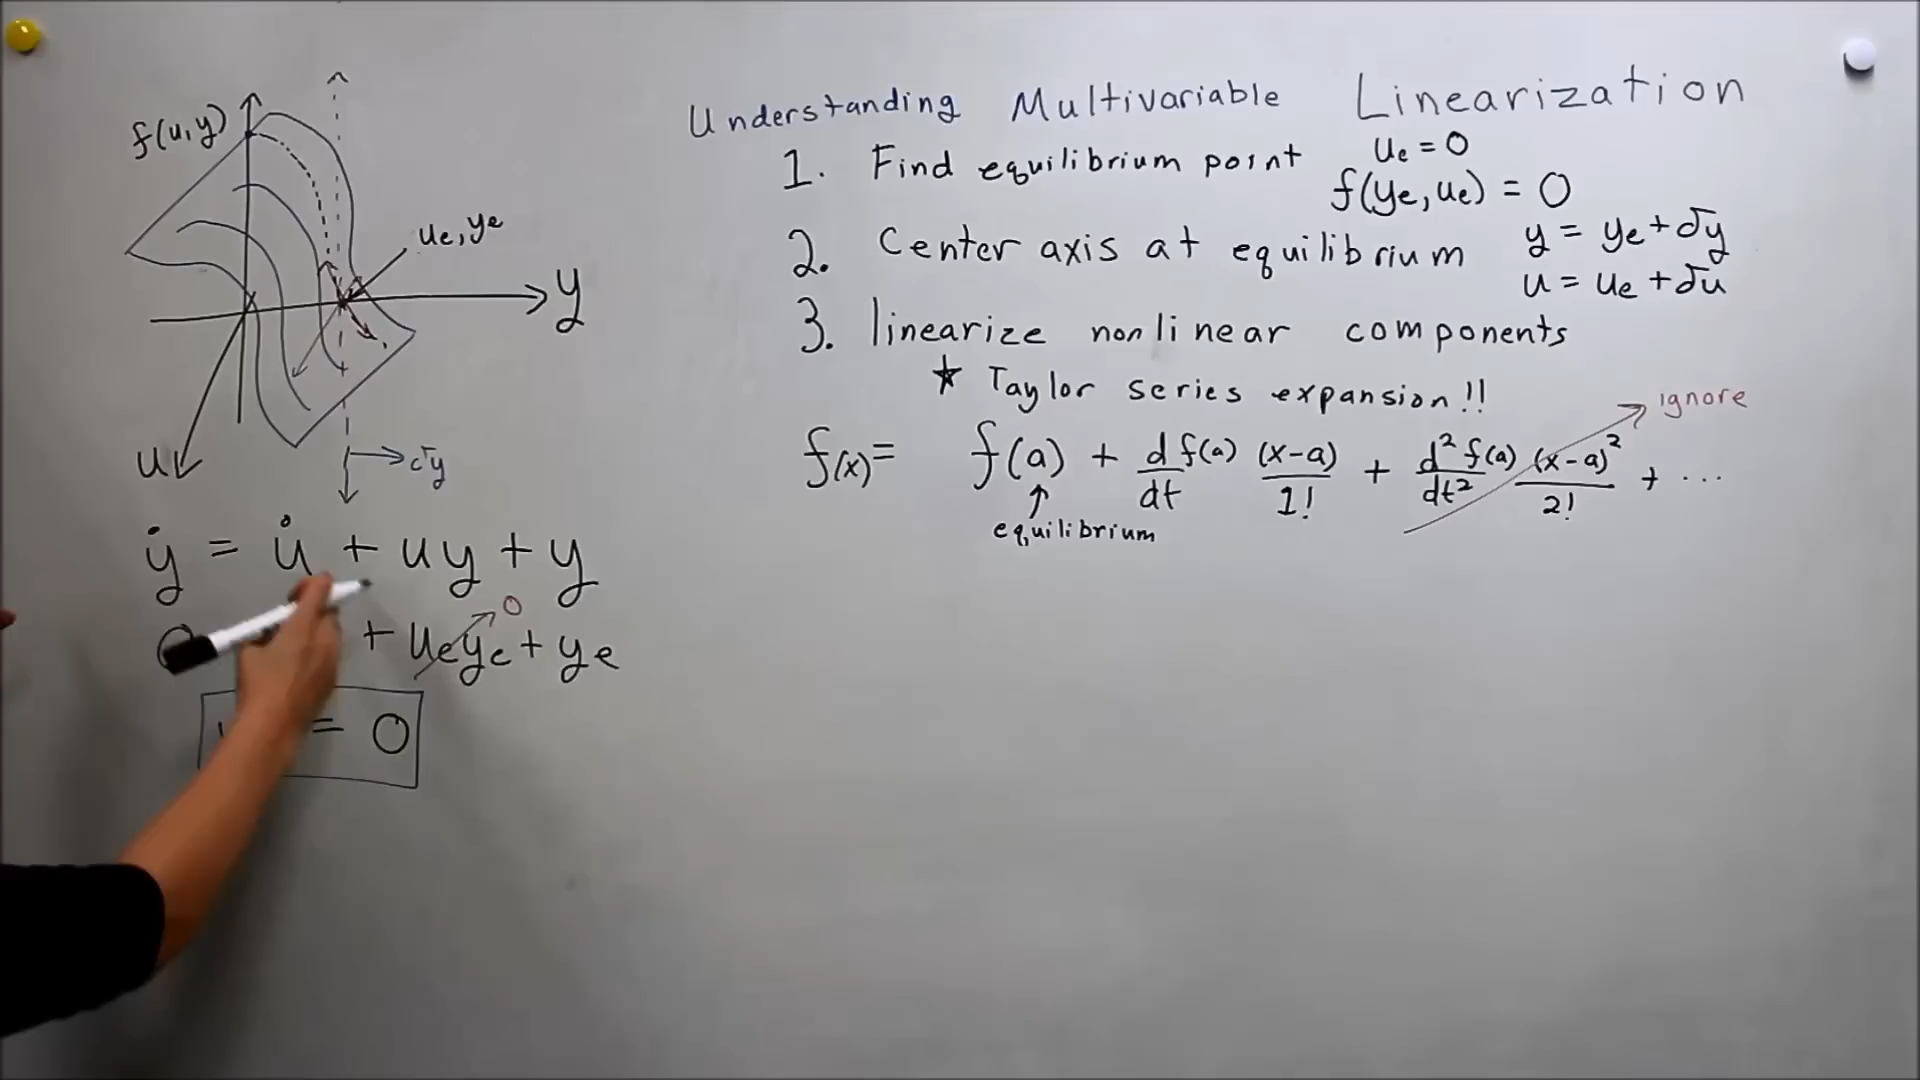 Understanding Multivariable Linearization
1. Find equilibrium point
uₑ = 0
f(yₑ, uₑ) = 0
2. Center axis at equilibrium
y = yₑ + δy
u = uₑ + δu
3. linearize nonlinear components
★ Taylor series expansion!!
f(x) = f(a) + d/dt f(a) (x-a)/1! + d²f(a)/dt² (x-a)²/2! + ...
ignore
equilibrium
f(u,y)
uₑ, yₑ
y
u
δy
ẏ = u̇ + uy + y
+ uₑyₑ + yₑ
0
= 0